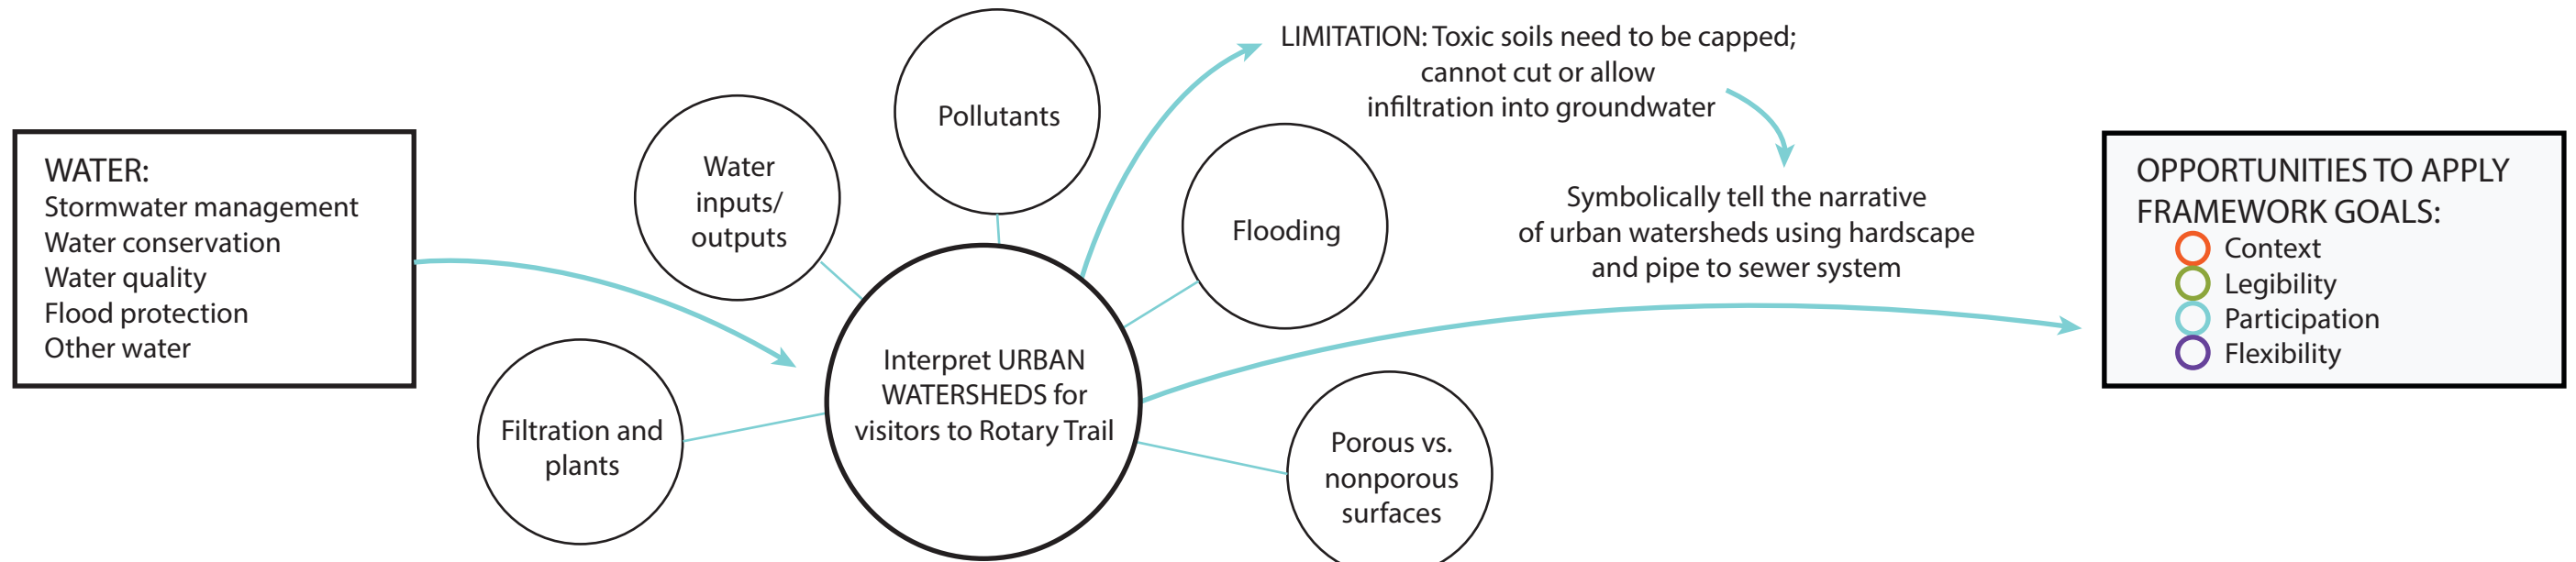 WATER:
Stormwater management
Water conservation
Water quality
Flood protection
Other water
Filtration and
plants
Water
inputs/
outputs
Pollutants
Interpret URBAN
WATERSHEDS for
visitors to Rotary Trail
Flooding
Porous vs.
nonporous
surfaces
LIMITATION: Toxic soils need to be capped;
cannot cut or allow
infiltration into groundwater
Symbolically tell the narrative
of urban watersheds using hardscape
and pipe to sewer system
OPPORTUNITIES TO APPLY
FRAMEWORK GOALS:
Context
Legibility
Participation
Flexibility